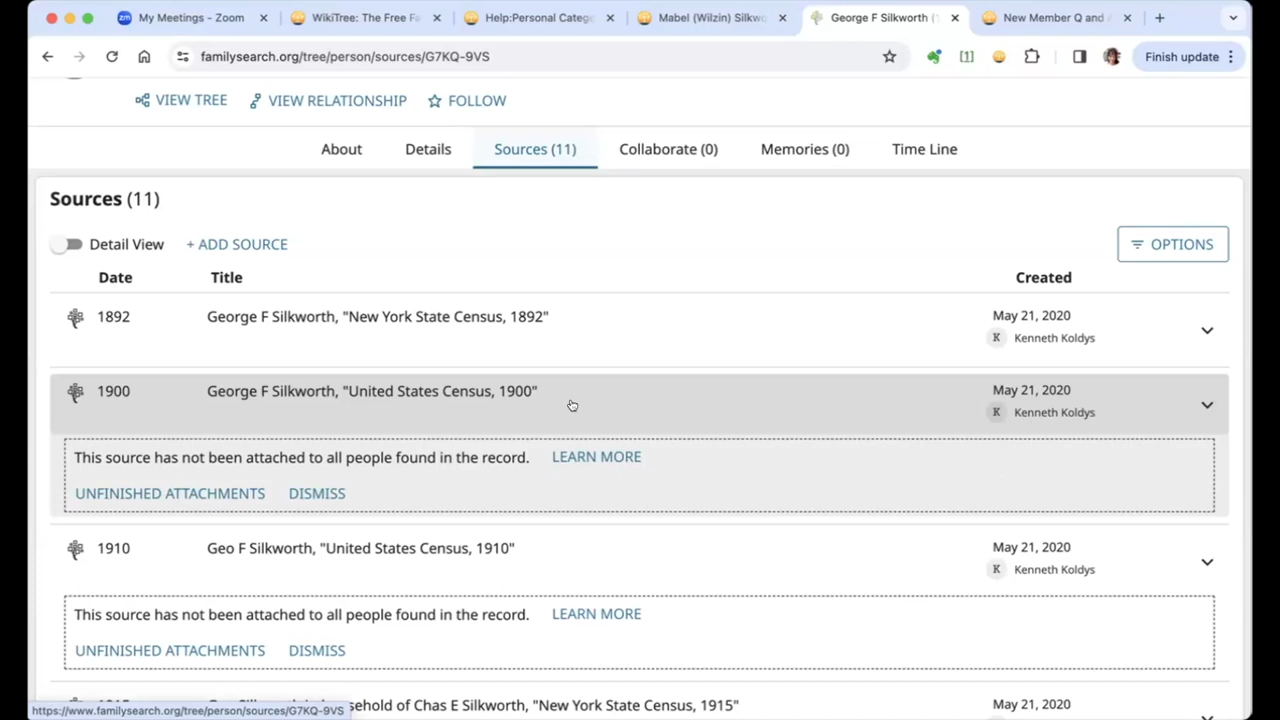 My Meetings - Zoom
WikiTree: The Free Fa
Help:Personal Categ
Mabel (Wilzin) Silkwo
George F Silkworth (
New Member Q and
familysearch.org/tree/person/sources/G7KQ-9VS
[1]
Finish update
VIEW TREE
VIEW RELATIONSHIP
FOLLOW
About
Details
Sources (11)
Collaborate (0)
Memories (0)
Time Line
Sources (11)
Detail View
+ ADD SOURCE
OPTIONS
Date
Title
Created
1892
George F Silkworth, "New York State Census, 1892"
May 21, 2020
K Kenneth Koldys
1900
George F Silkworth, "United States Census, 1900"
May 21, 2020
K Kenneth Koldys
This source has not been attached to all people found in the record. LEARN MORE
UNFINISHED ATTACHMENTS DISMISS
1910
Geo F Silkworth, "United States Census, 1910"
May 21, 2020
K Kenneth Koldys
This source has not been attached to all people found in the record. LEARN MORE
UNFINISHED ATTACHMENTS DISMISS
ehold of Chas E Silkworth, "New York State Census, 1915"
May 21, 2020
https://www.familysearch.org/tree/person/sources/G7KQ-9VS